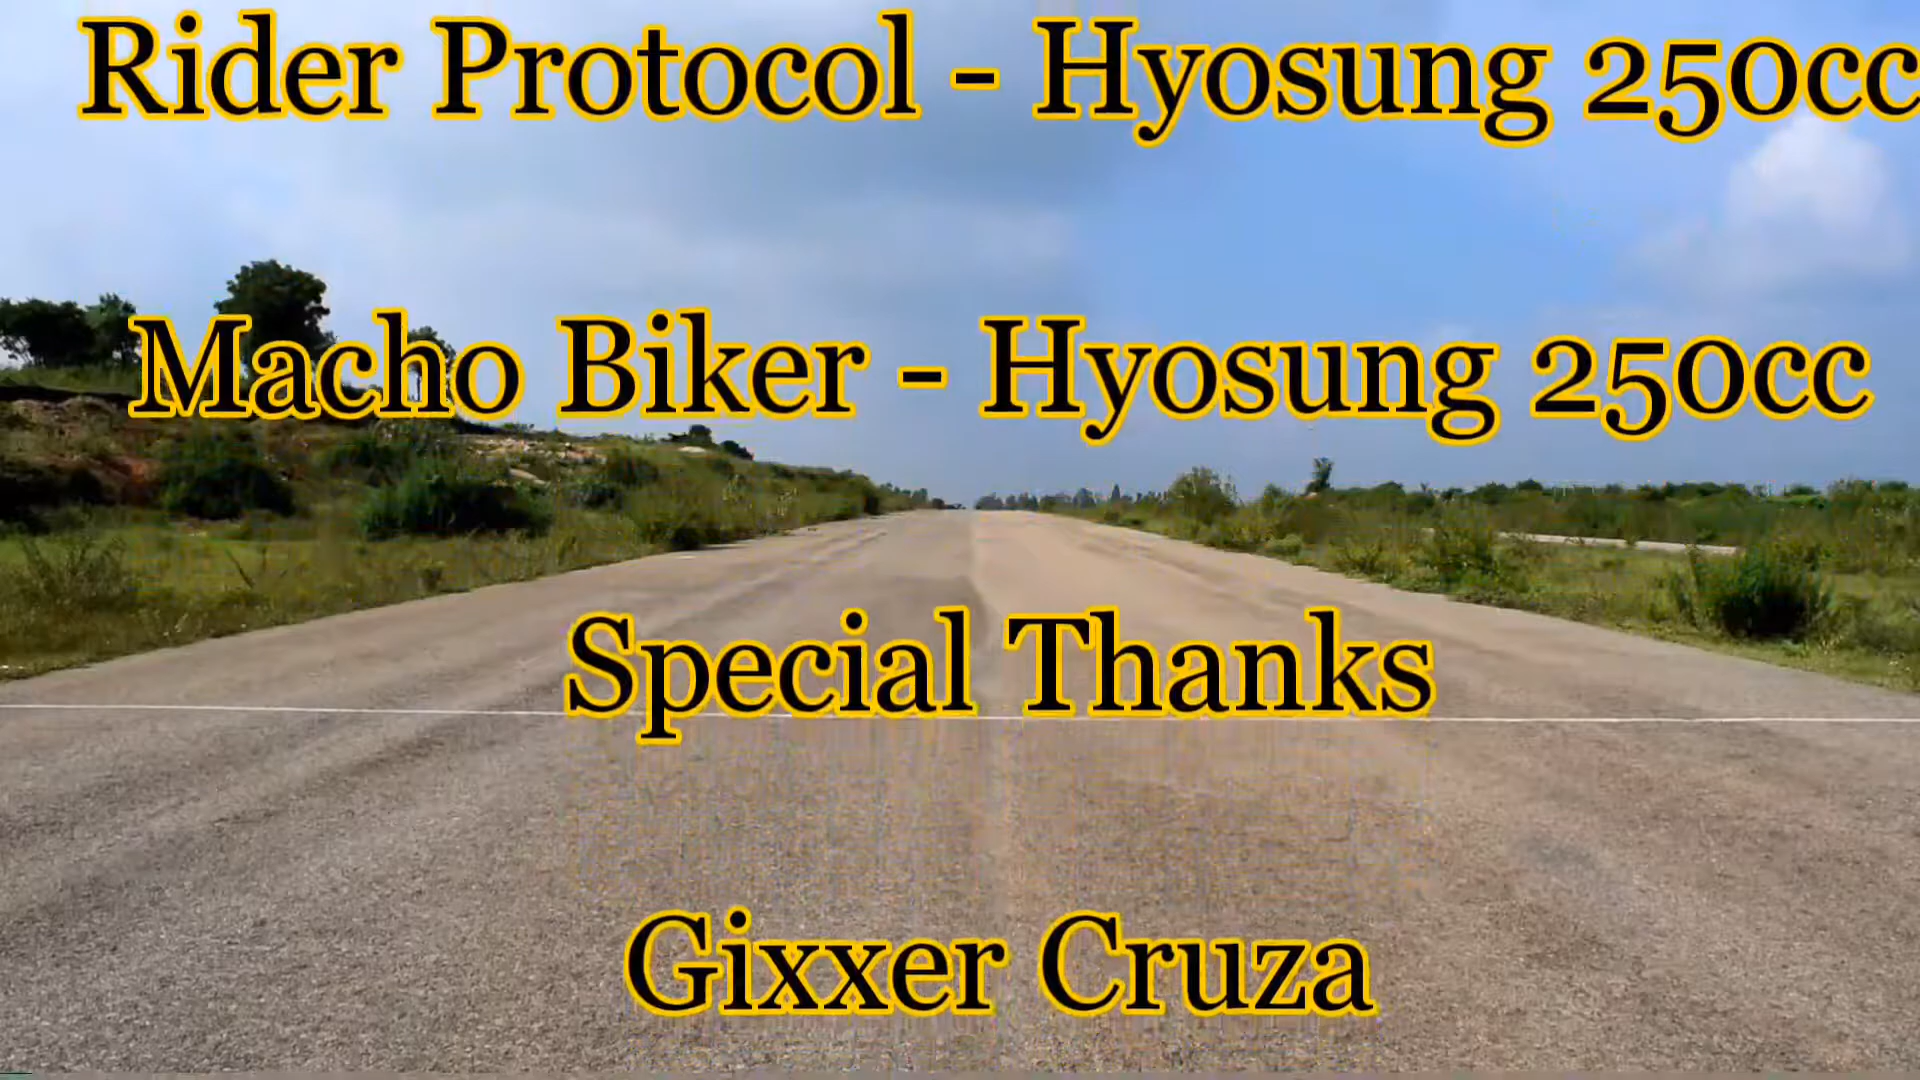 Rider Protocol - Hyosung 250cc
Macho Biker - Hyosung 250cc
Special Thanks
Gixxer Cruza